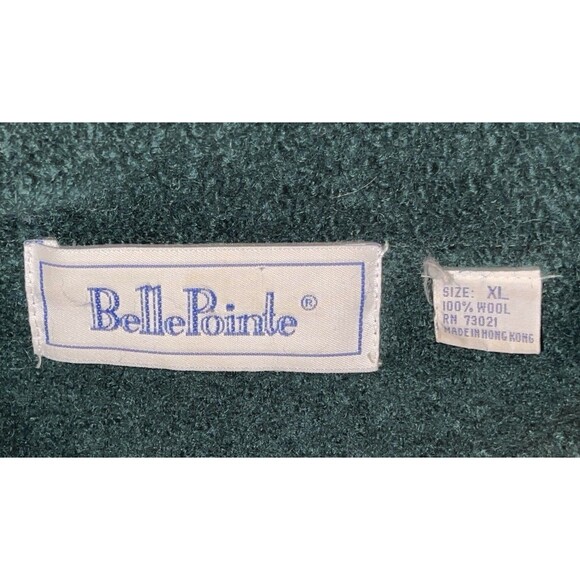 BellePointe®
SIZE: XL
100% WOOL
RN 73021
MADE IN HONG KONG